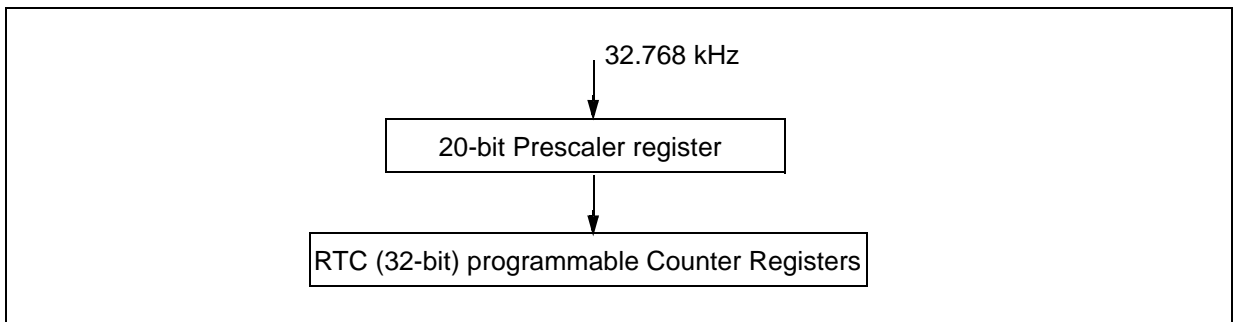 32.768 kHz
20-bit Prescaler register
RTC (32-bit) programmable Counter Registers